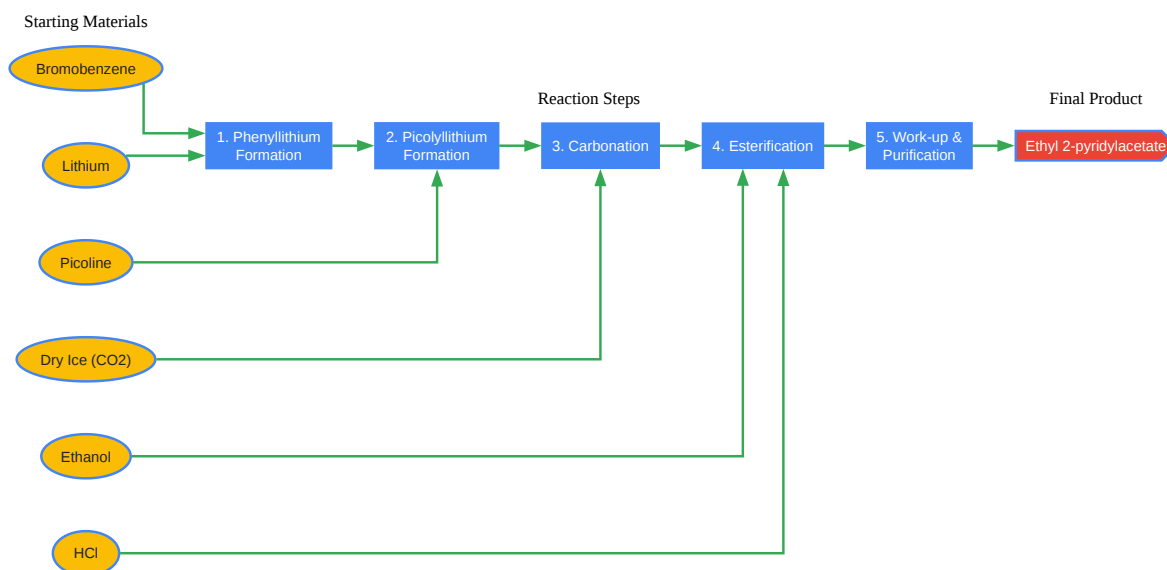 Starting Materials
Bromobenzene
Reaction Steps
Final Product
1. Phenyllithium
Formation
2. Picolyllithium
Formation
3. Carbonation
4. Esterification
5. Work-up &
Purification
Ethyl 2-pyridylacetate
Lithium
Picoline
Dry Ice (CO2)
Ethanol
HCl